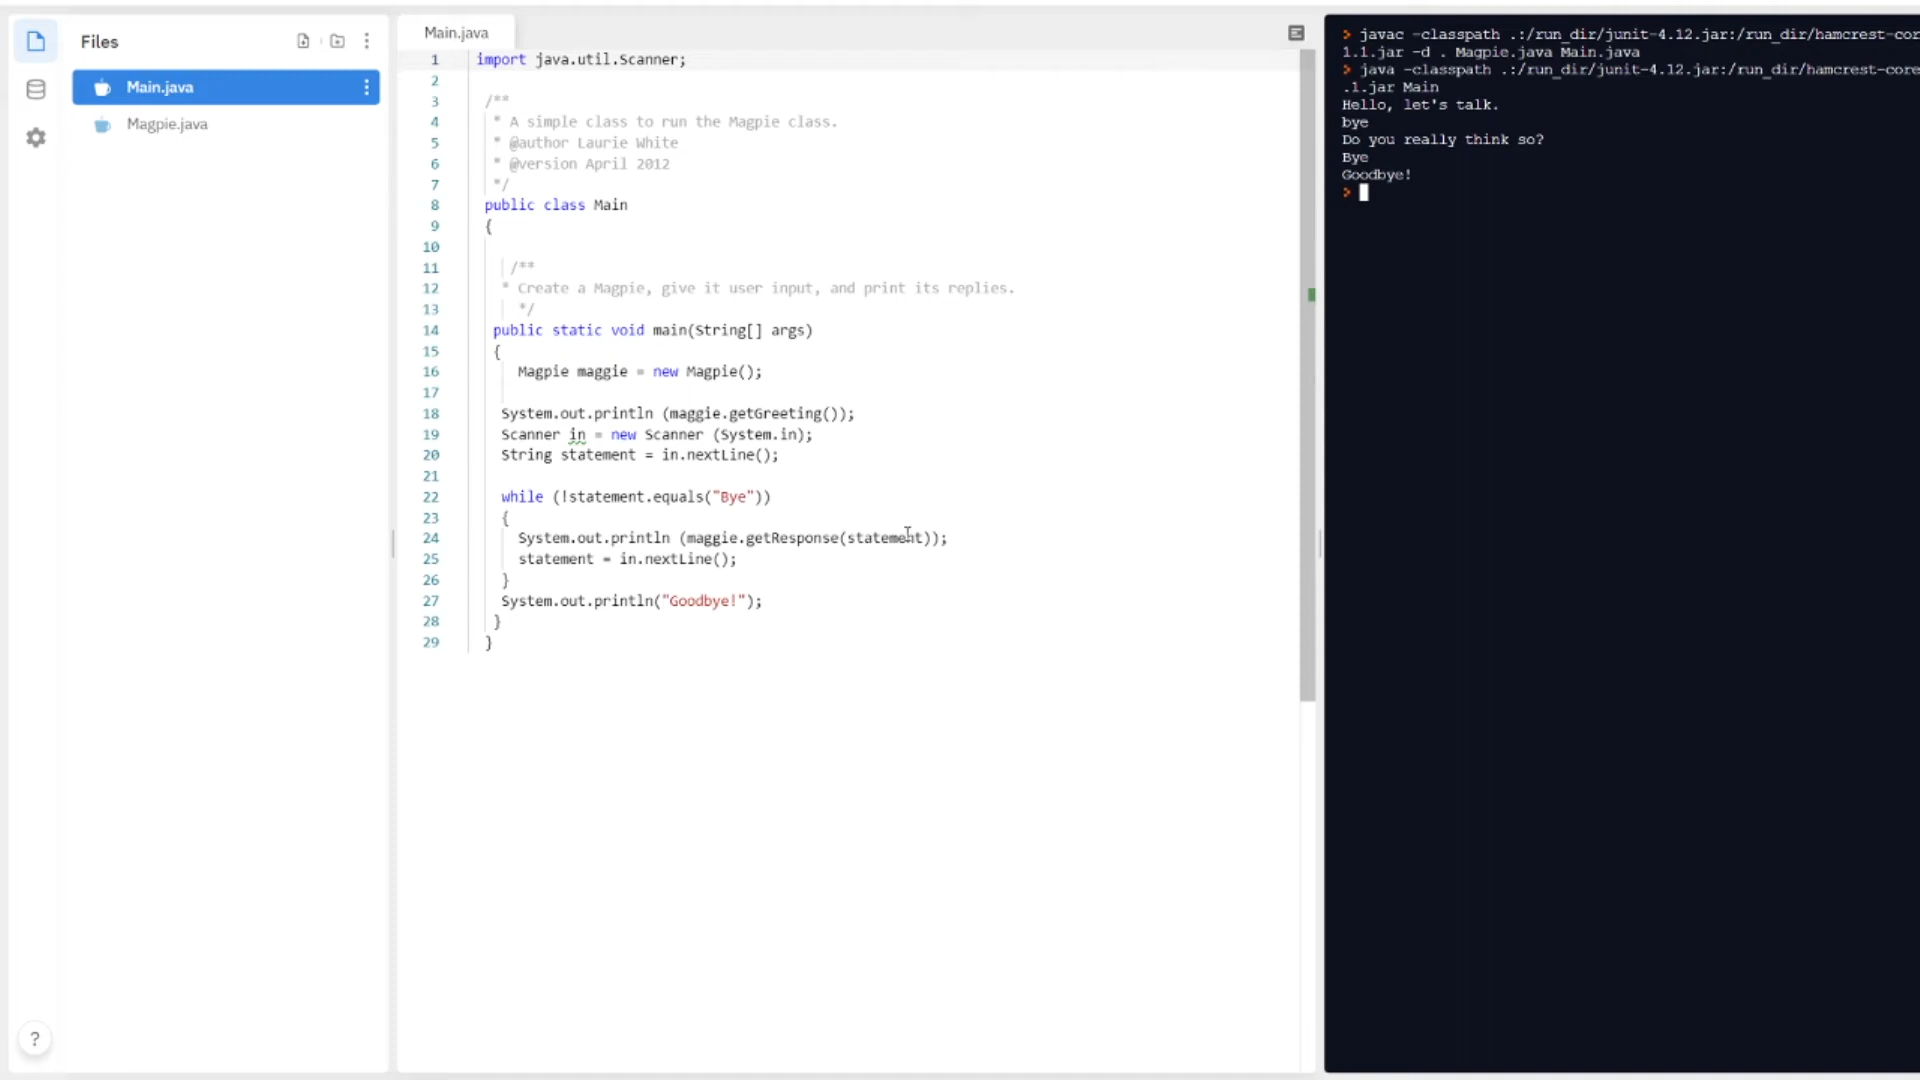 Files
Main.java
Magpie.java
Main.java
1 import java.util.Scanner;
2
3 /**
4 * A simple class to run the Magpie class.
5 * @author Laurie White
6 * @version April 2012
7 */
8 public class Main
9 {
10
11 /**
12 * Create a Magpie, give it user input, and print its replies.
13 */
14 public static void main(String[] args)
15 {
16 Magpie maggie = new Magpie();
17
18 System.out.println (maggie.getGreeting());
19 Scanner in = new Scanner (System.in);
20 String statement = in.nextLine();
21
22 while (!statement.equals("Bye"))
23 {
24 System.out.println (maggie.getResponse(statement));
25 statement = in.nextLine();
26 }
27 System.out.println("Goodbye!");
28 }
29 }
> javac -classpath .:/run_dir/junit-4.12.jar:/run_dir/hamcrest-cor
1.1.jar -d . Magpie.java Main.java
> java -classpath .:/run_dir/junit-4.12.jar:/run_dir/hamcrest-core
.1.jar Main
Hello, let's talk.
bye
Do you really think so?
Bye
Goodbye!
>
?